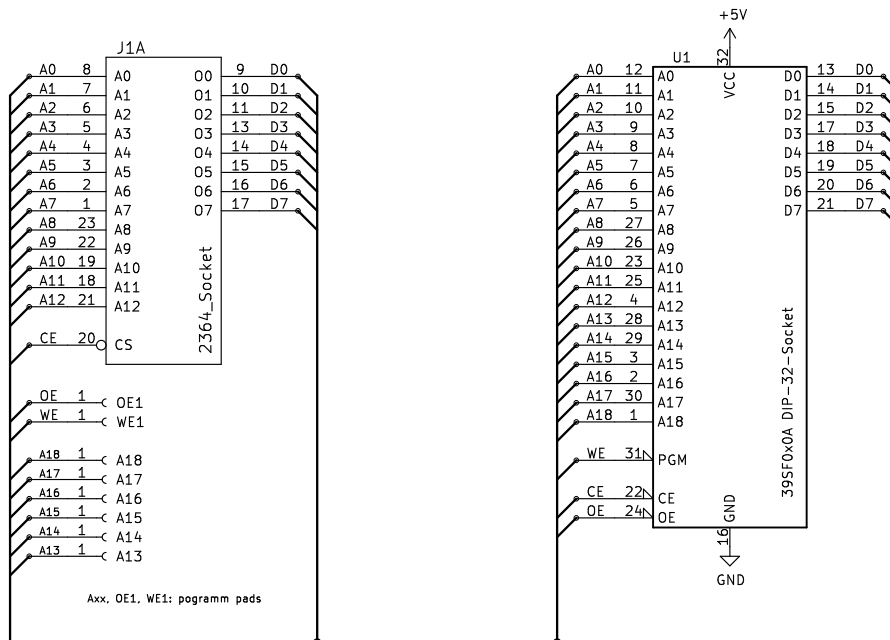 J1A
A0 8 A0 O0 9 D0
A1 7 A1 O1 10 D1
A2 6 A2 O2 11 D2
A3 5 A3 O3 13 D3
A4 4 A4 O4 14 D4
A5 3 A5 O5 15 D5
A6 2 A6 O6 16 D6
A7 1 A7 O7 17 D7
A8 23 A8
A9 22 A9
A10 19 A10
A11 18 A11
A12 21 A12
CE 20 CS
2364_Socket
OE 1 OE1
WE 1 WE1
A18 1 A18
A17 1 A17
A16 1 A16
A15 1 A15
A14 1 A14
A13 1 A13
Axx, OE1, WE1: pogramm pads
+5V
U1
32
VCC
A0 12 A0 D0 13 D0
A1 11 A1 D1 14 D1
A2 10 A2 D2 15 D2
A3 9 A3 D3 17 D3
A4 8 A4 D4 18 D4
A5 7 A5 D5 19 D5
A6 6 A6 D6 20 D6
A7 5 A7 D7 21 D7
A8 27 A8
A9 26 A9
A10 23 A10
A11 25 A11
A12 4 A12
A13 28 A13
A14 29 A14
A15 3 A15
A16 2 A16
A17 30 A17
A18 1 A18
WE 31 PGM
CE 22 CE
OE 24 OE
39SF0x0A DIP-32-Socket
GND
16
GND